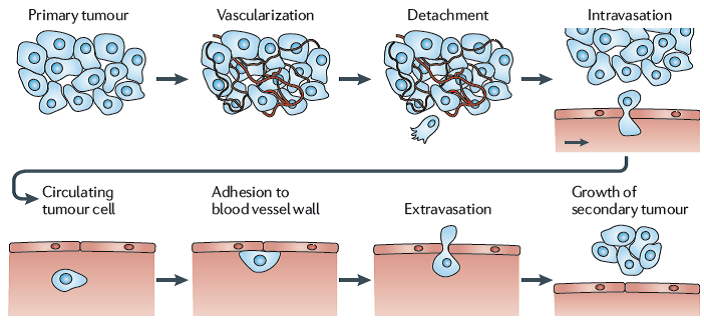 Primary tumour
Vascularization
Detachment
Intravasation
Circulating
tumour cell
Adhesion to
blood vessel wall
Extravasation
Growth of
secondary tumour